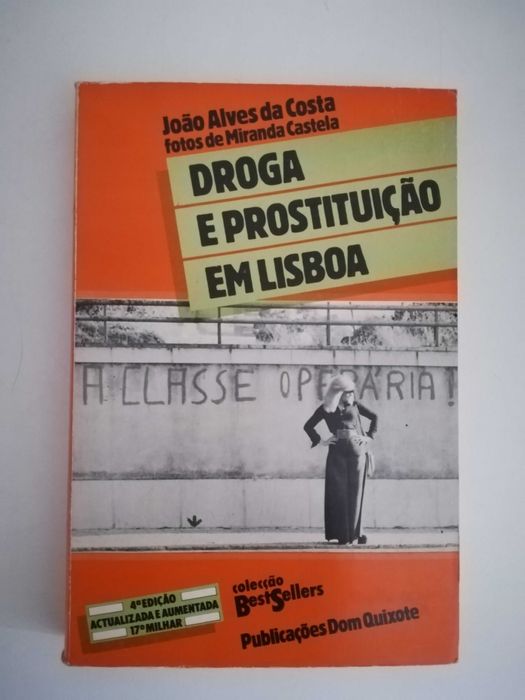 João Alves da Costa
fotos de Miranda Castela
DROGA
E PROSTITUIÇÃO
EM LISBOA
A CLASSE OPERÁRIA!
4ª EDIÇÃO
ACTUALIZADA E AUMENTADA
17º MILHAR
colecção
BestSellers
Publicações Dom Quixote